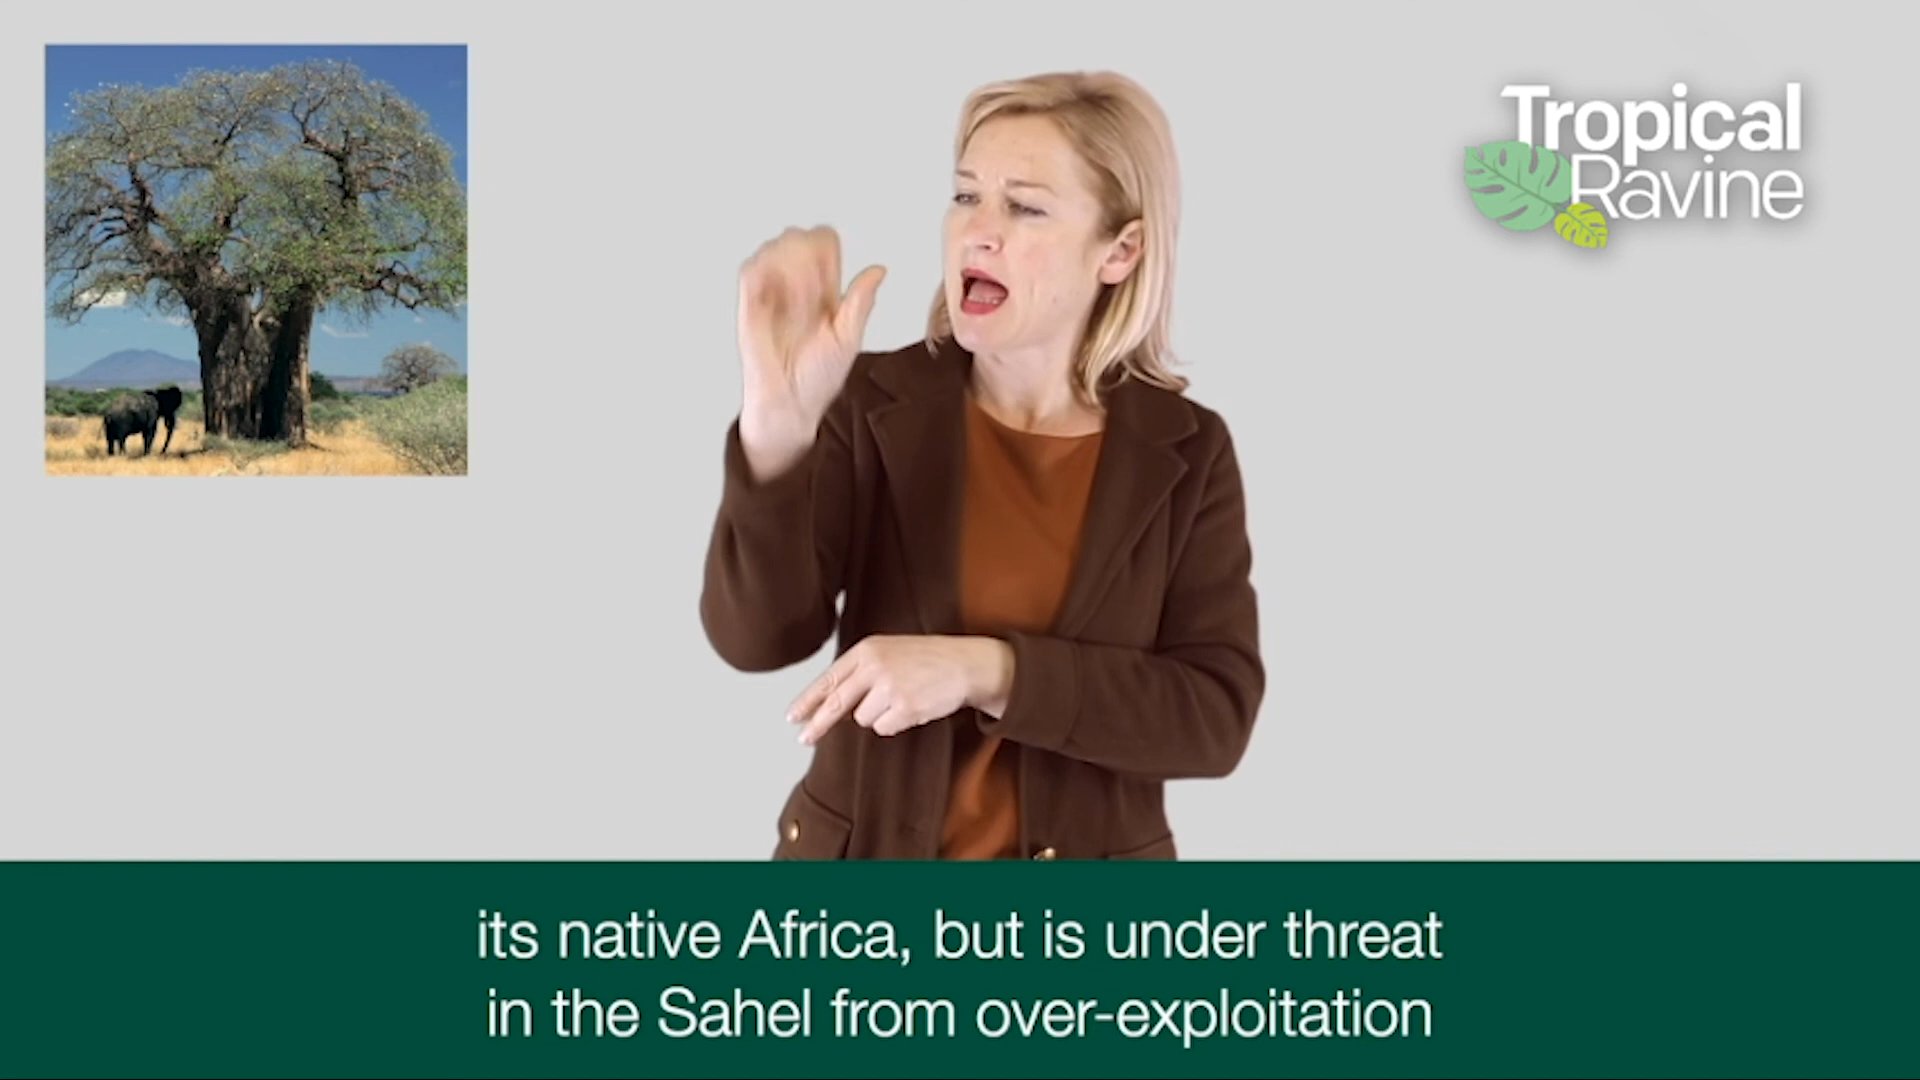 Tropical
Ravine
its native Africa, but is under threat
in the Sahel from over-exploitation